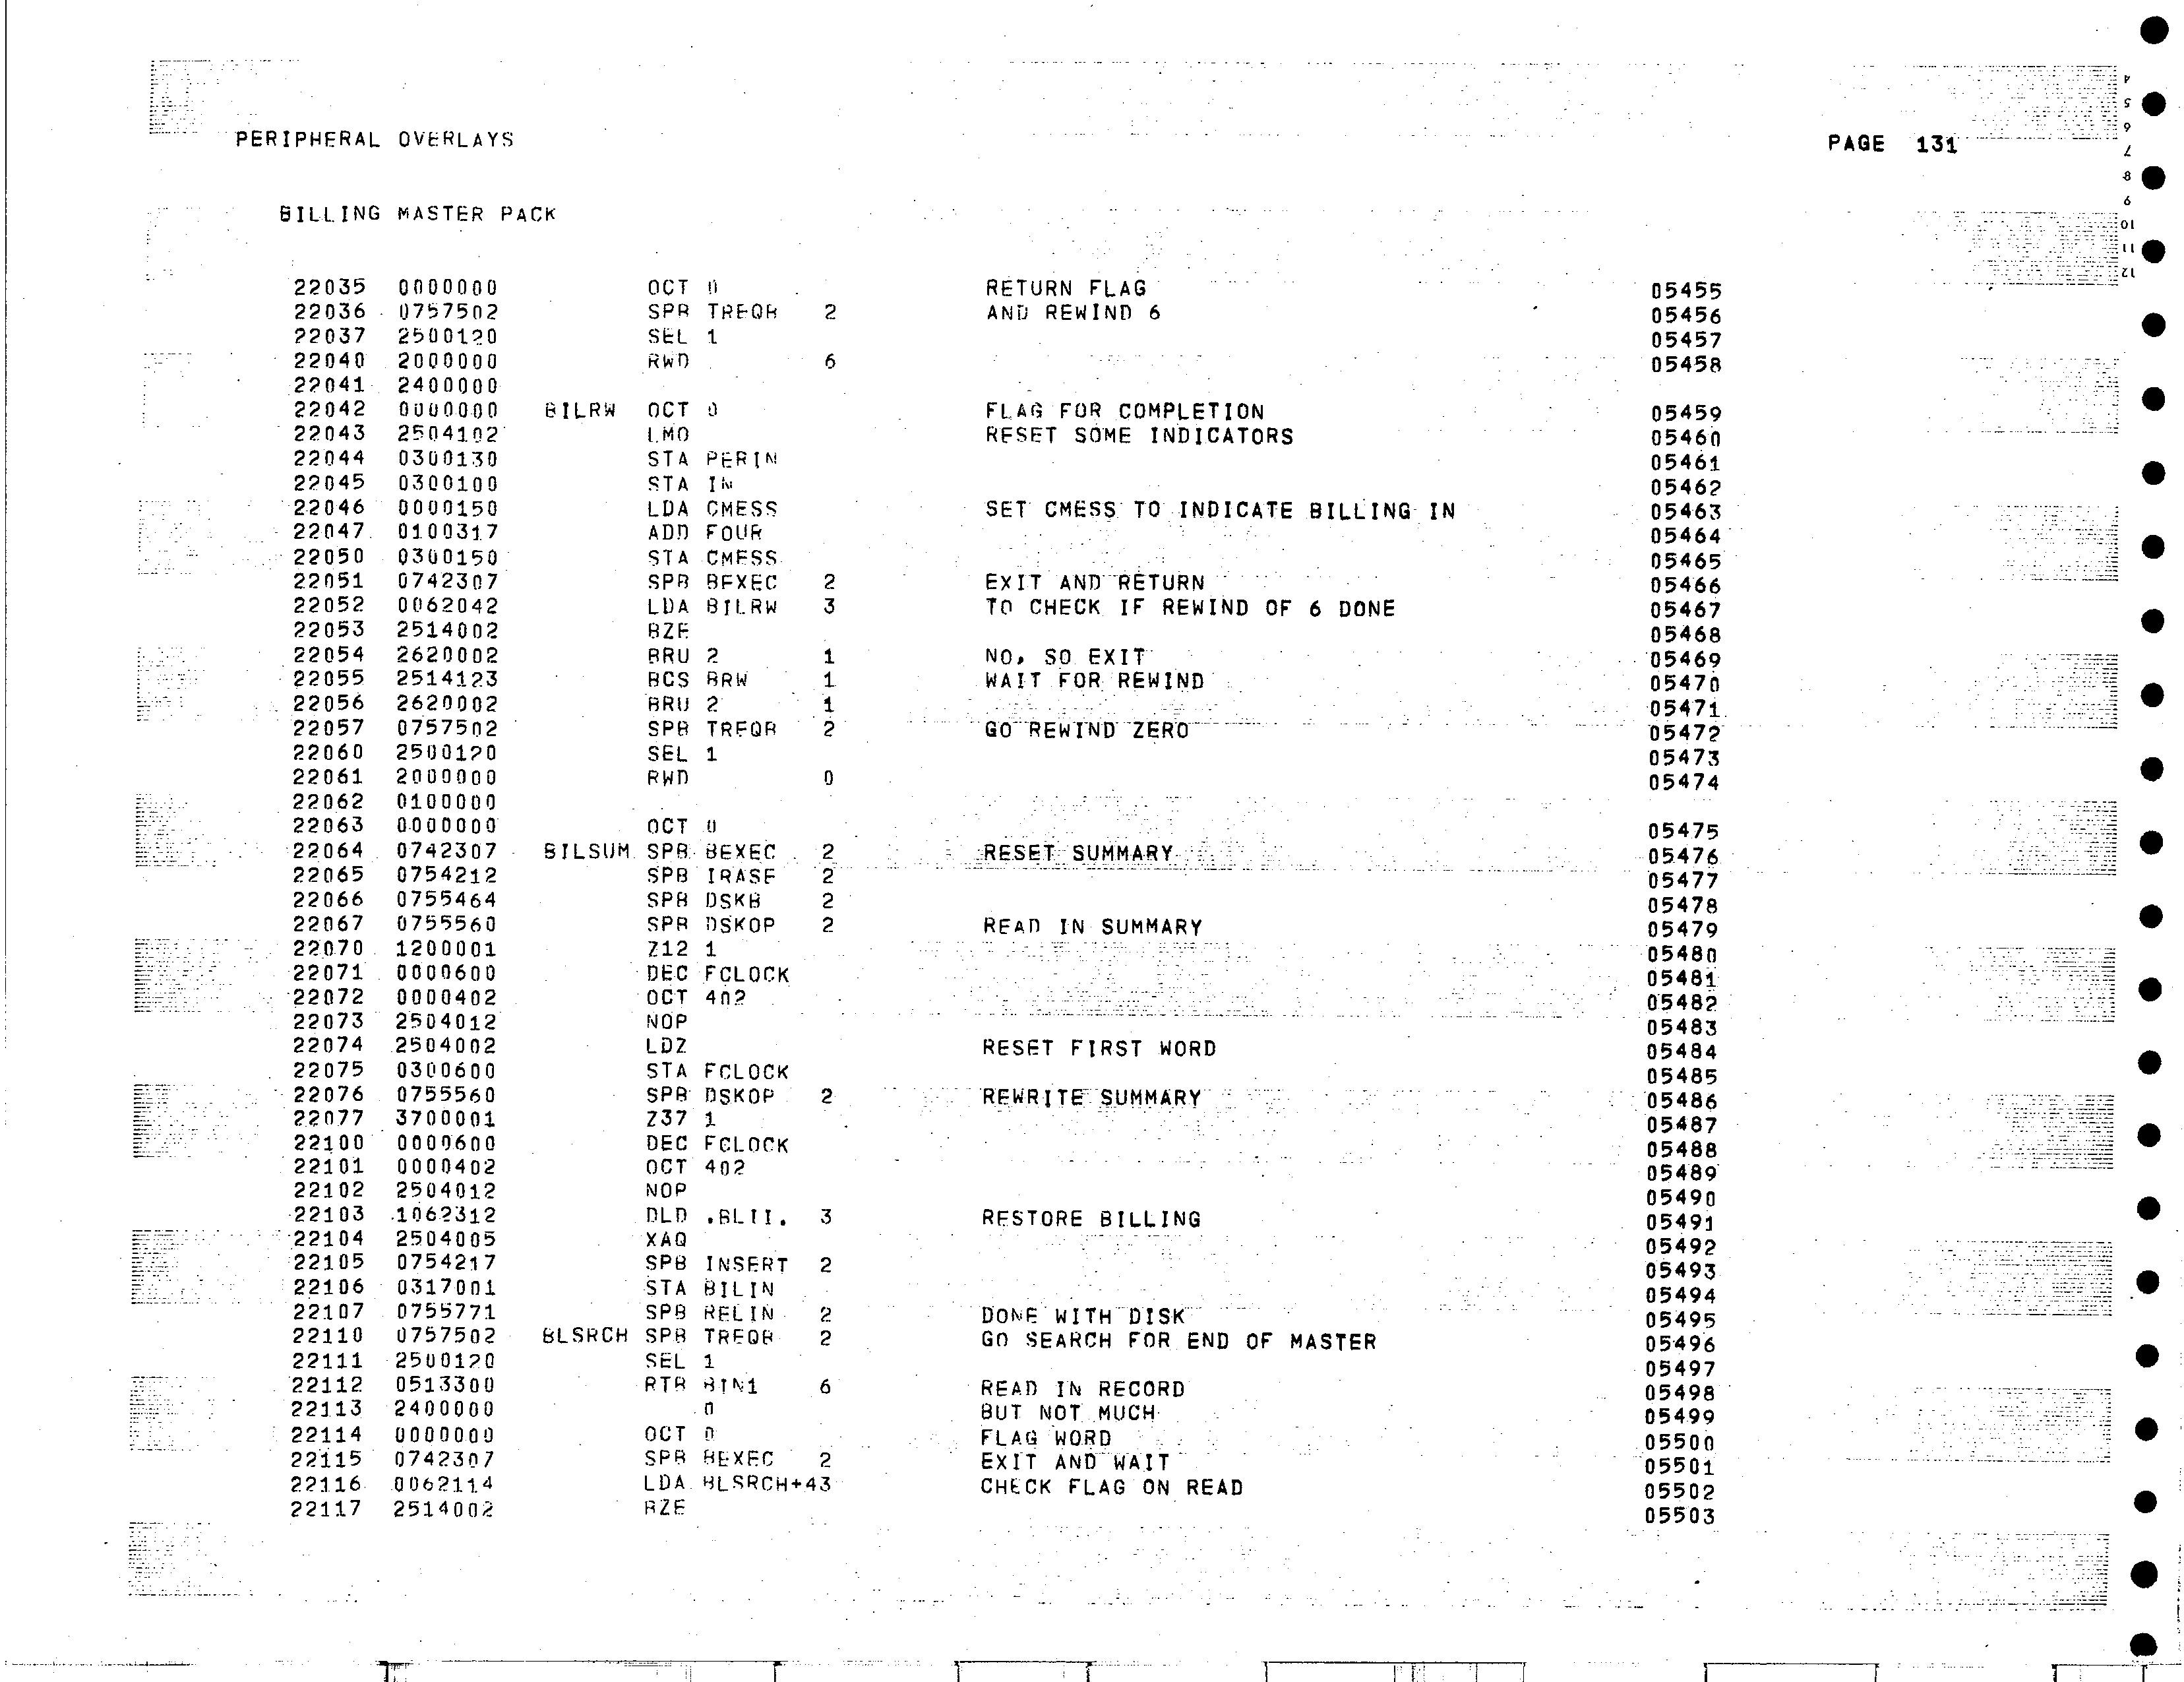 PERIPHERAL OVERLAYS PAGE 131
BILLING MASTER PACK
22035 0000000 OCT 0 RETURN FLAG 05455
22036 0757502 SPB TREQB 2 AND REWIND 6 05456
22037 2500120 SEL 1 05457
22040 2000000 RWD 6 05458
22041 2400000
22042 0000000 BILRW OCT 0 FLAG FOR COMPLETION 05459
22043 2504102 LMO RESET SOME INDICATORS 05460
22044 0300130 STA PERIN 05461
22045 0300100 STA IN 05462
22046 0000150 LDA CMESS SET CMESS TO INDICATE BILLING IN 05463
22047 0100317 ADD FOUR 05464
22050 0300150 STA CMESS 05465
22051 0742307 SPB BEXEC 2 EXIT AND RETURN 05466
22052 0062042 LDA BILRW 3 TO CHECK IF REWIND OF 6 DONE 05467
22053 2514002 BZE 05468
22054 2620002 BRU 2 1 NO, SO EXIT 05469
22055 2514123 BCS BRW 1 WAIT FOR REWIND 05470
22056 2620002 BRU 2 1 05471
22057 0757502 SPB TREQB 2 GO REWIND ZERO 05472
22060 2500120 SEL 1 05473
22061 2000000 RWD 0 05474
22062 0100000
22063 0000000 OCT 0 05475
22064 0742307 BILSUM SPB BEXEC 2 RESET SUMMARY 05476
22065 0754212 SPB IRASE 2 05477
22066 0755464 SPB DSKB 2 05478
22067 0755560 SPB DSKOP 2 READ IN SUMMARY 05479
22070 1200001 Z12 1 05480
22071 0000600 DEC FCLOCK 05481
22072 0000402 OCT 402 05482
22073 2504012 NOP 05483
22074 2504002 LDZ RESET FIRST WORD 05484
22075 0300600 STA FCLOCK 05485
22076 0755560 SPB DSKOP 2 REWRITE SUMMARY 05486
22077 3700001 Z37 1 05487
22100 0000600 DEC FCLOCK 05488
22101 0000402 OCT 402 05489
22102 2504012 NOP 05490
22103 1062312 DLD .BLII. 3 RESTORE BILLING 05491
22104 2504005 XAQ 05492
22105 0754217 SPB INSERT 2 05493
22106 0317001 STA BILIN 05494
22107 0755771 SPB RELIN 2 DONE WITH DISK 05495
22110 0757502 BLSRCH SPB TREQB 2 GO SEARCH FOR END OF MASTER 05496
22111 2500120 SEL 1 05497
22112 0513300 RTB BIN1 6 READ IN RECORD 05498
22113 2400000 0 BUT NOT MUCH 05499
22114 0000000 OCT 0 FLAG WORD 05500
22115 0742307 SPB BEXEC 2 EXIT AND WAIT 05501
22116 0062114 LDA BLSRCH+43 CHECK FLAG ON READ 05502
22117 2514002 BZE 05503
4
5
6
7
8
9
10
11
12